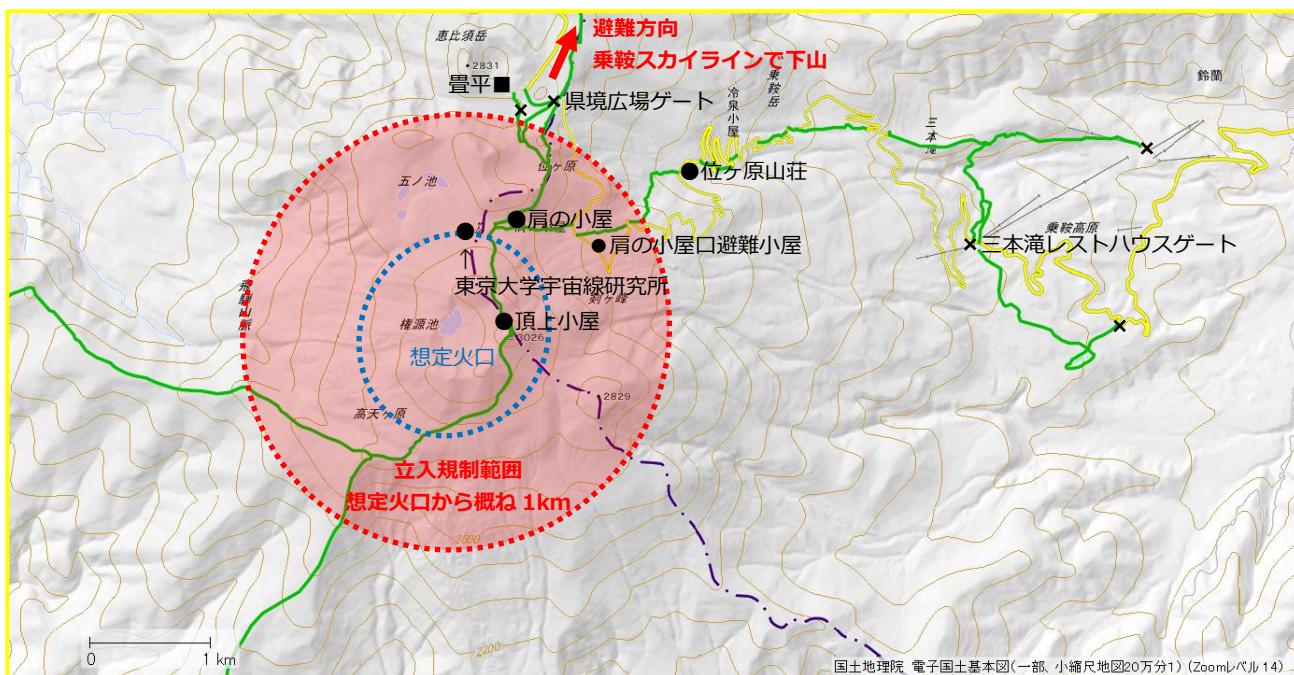 避難方向
乗鞍スカイラインで下山
恵比須岳
・2831
畳平■
県境広場ゲート
乗鞍岳
冷泉小屋
鈴蘭
三本滝
位ヶ原
位ヶ原山荘
五ノ池
肩の小屋
肩の小屋口避難小屋
乗鞍高原
三本滝レストハウスゲート
↑
東京大学宇宙線研究所
剣ヶ峰
飛騨山脈
権現池
頂上小屋
3026
想定火口
・2829
高天ヶ原
立入規制範囲
想定火口から概ね 1km
2600
2200
0 1 km
国土地理院 電子国土基本図(一部、小縮尺地図20万分1) (Zoomレベル 14)